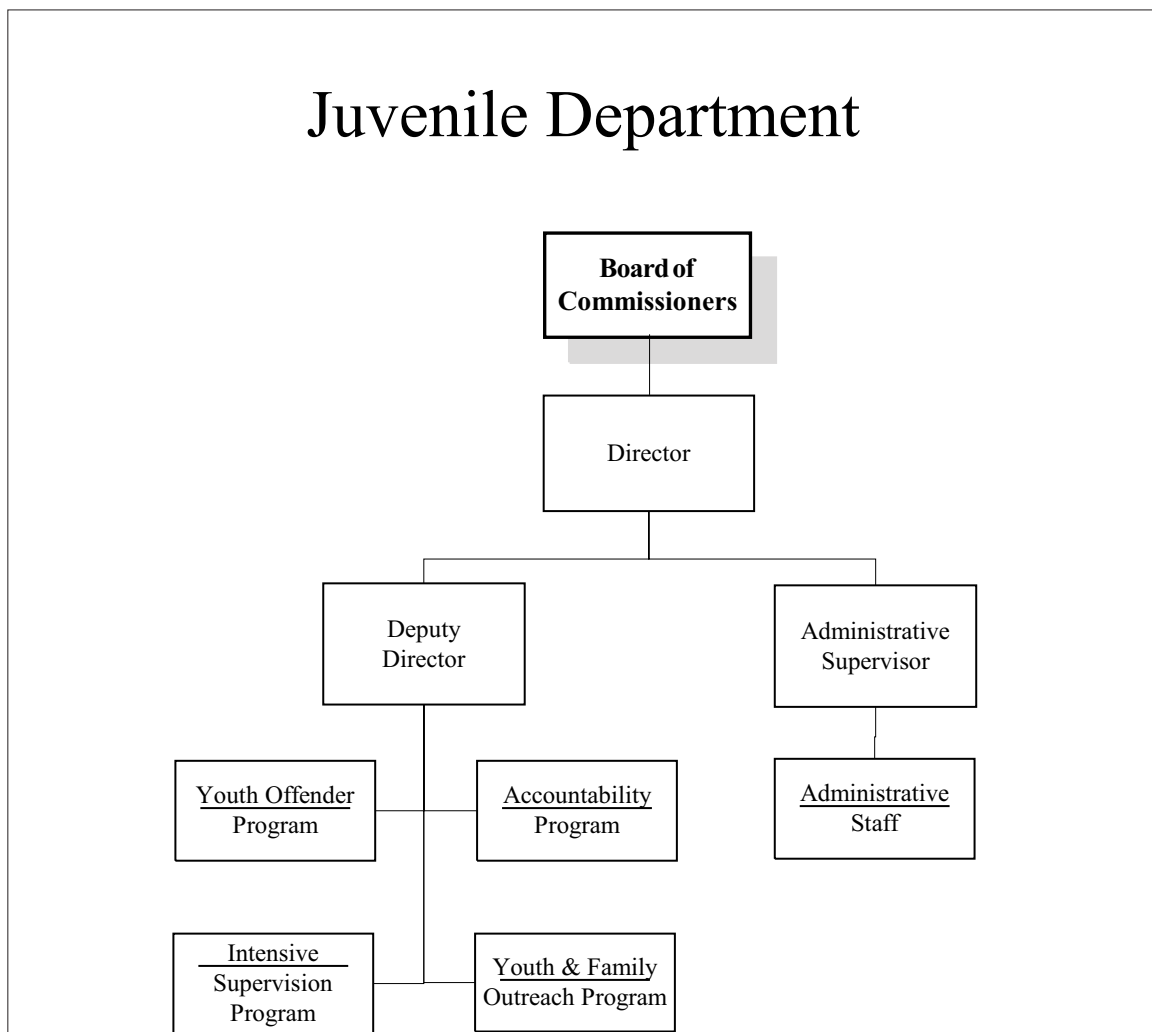 Juvenile Department
Board of
Commissioners
Director
Deputy
Director
Administrative
Supervisor
Youth Offender
Program
Accountability
Program
Administrative
Staff
Intensive
Supervision
Program
Youth & Family
Outreach Program